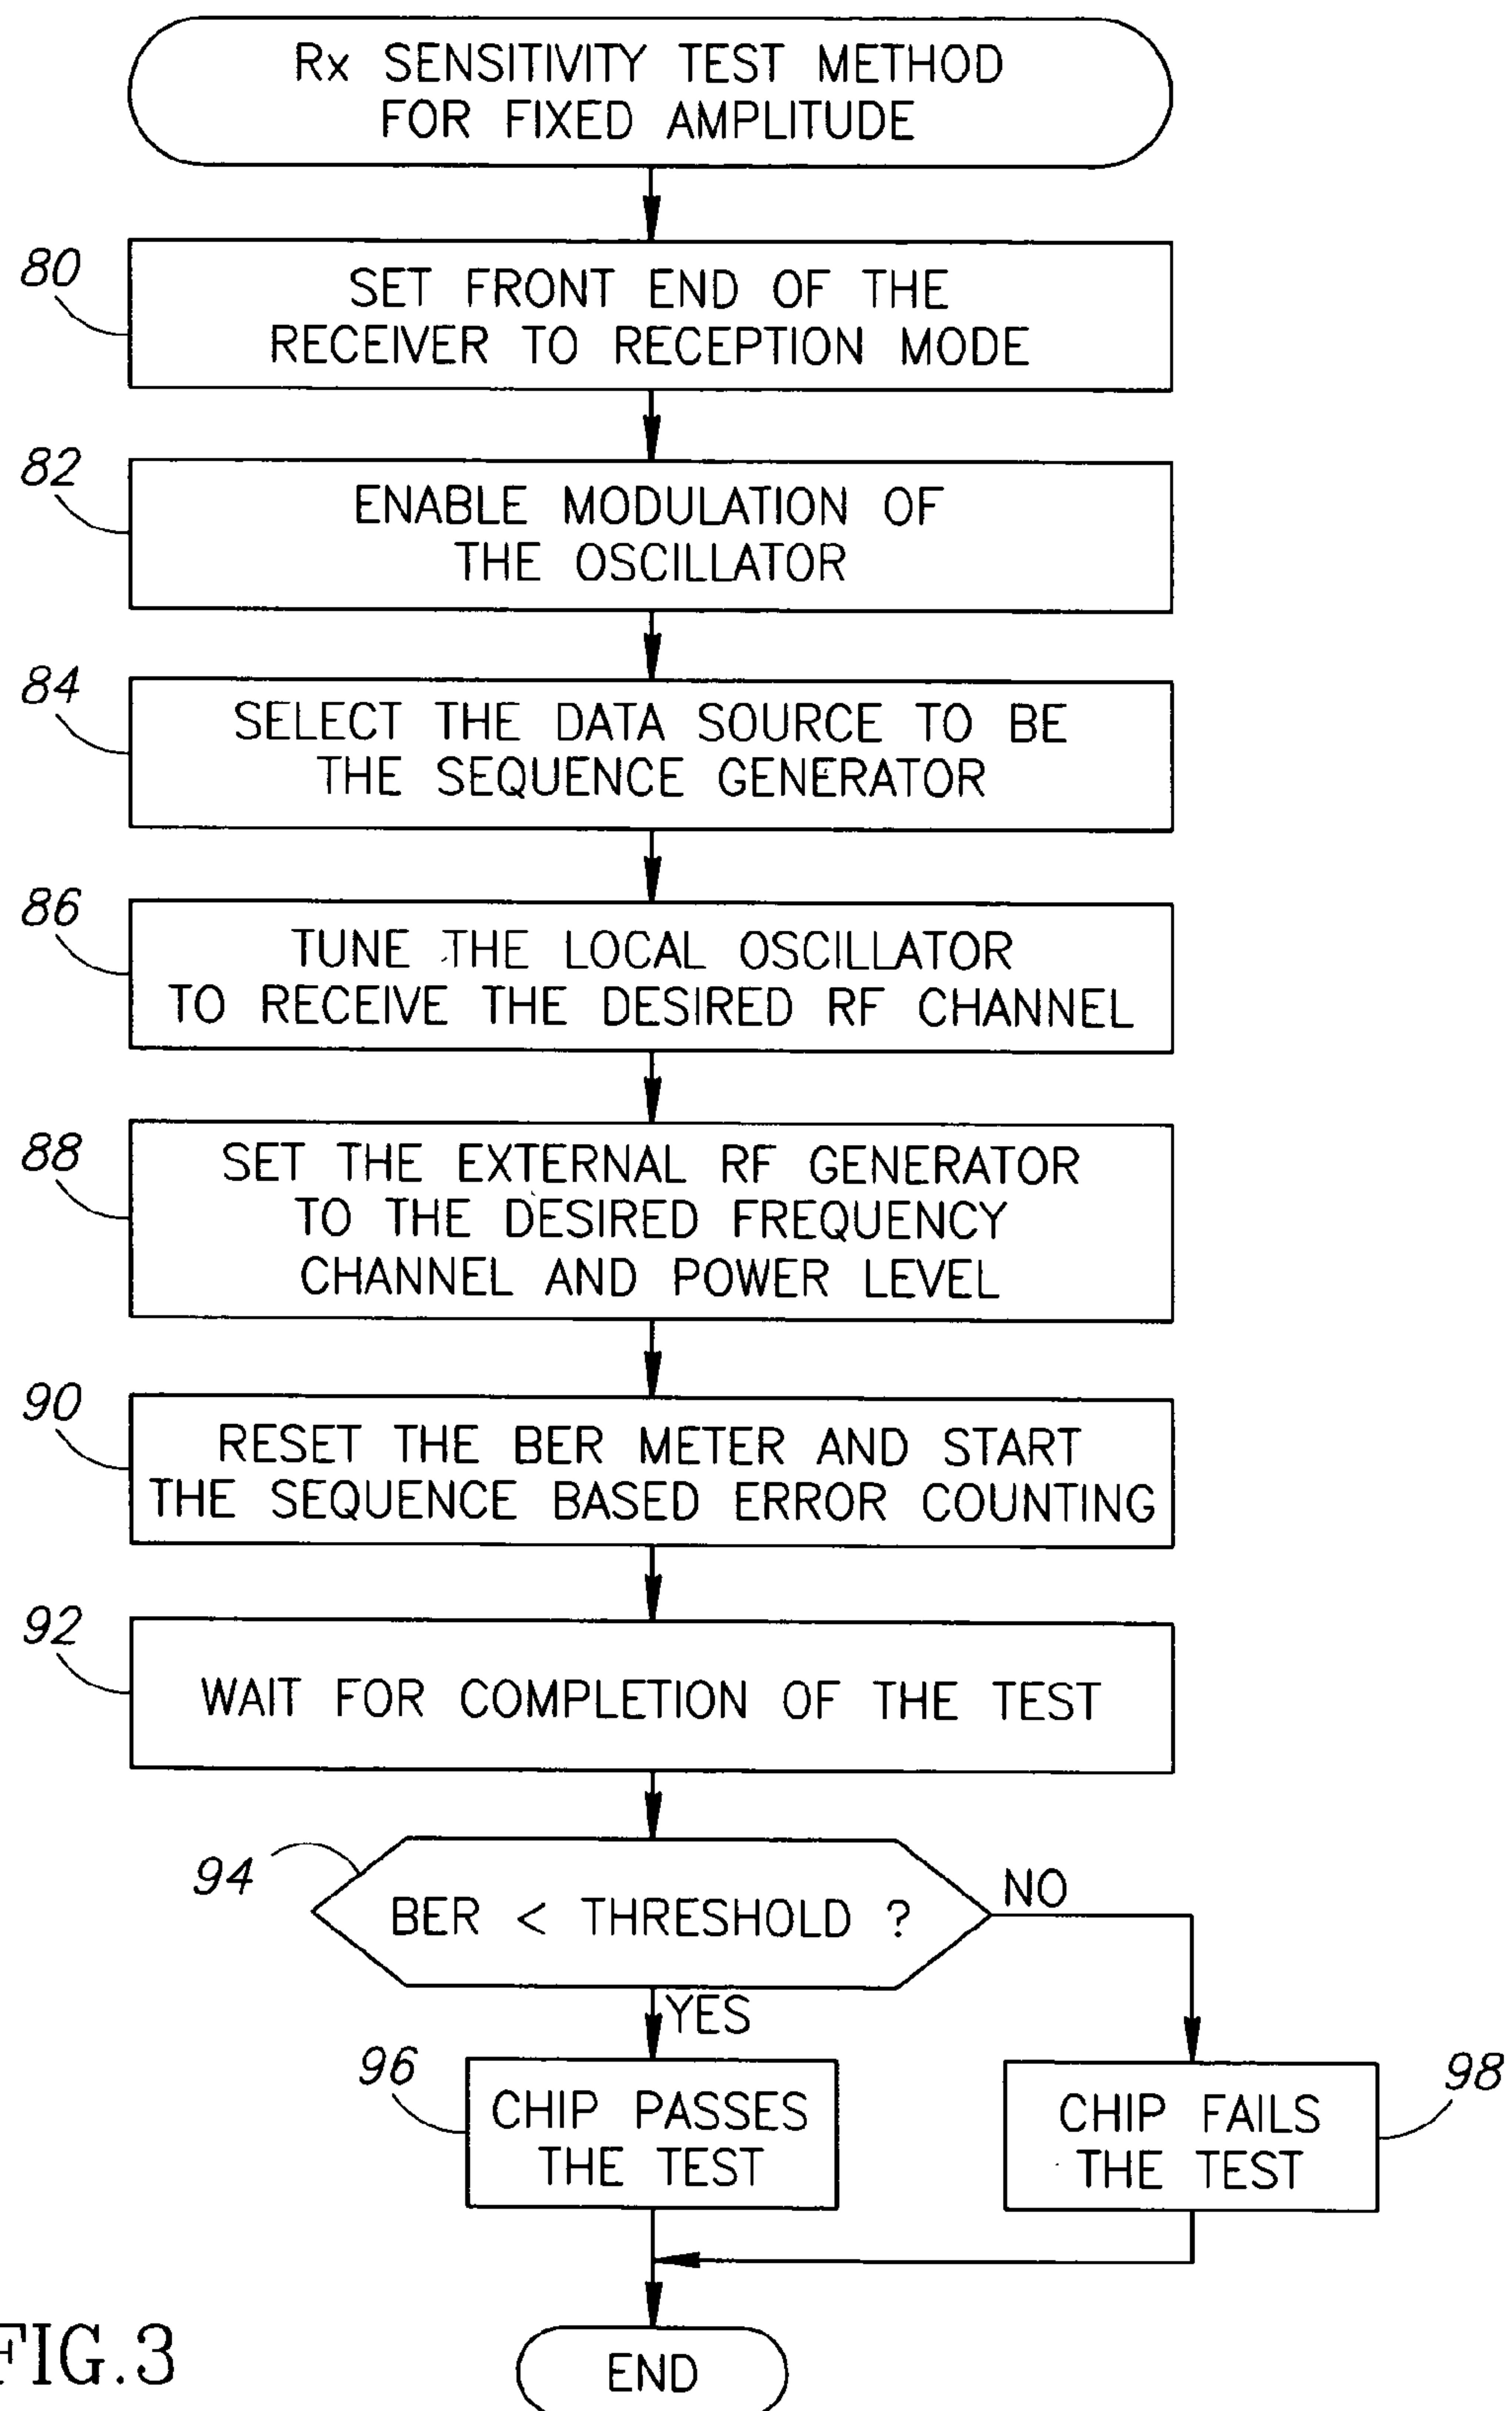 Rx SENSITIVITY TEST METHOD
FOR FIXED AMPLITUDE
80
SET FRONT END OF THE
RECEIVER TO RECEPTION MODE
82
ENABLE MODULATION OF
THE OSCILLATOR
84
SELECT THE DATA SOURCE TO BE
THE SEQUENCE GENERATOR
86
TUNE THE LOCAL OSCILLATOR
TO RECEIVE THE DESIRED RF CHANNEL
88
SET THE EXTERNAL RF GENERATOR
TO THE DESIRED FREQUENCY
CHANNEL AND POWER LEVEL
90
RESET THE BER METER AND START
THE SEQUENCE BASED ERROR COUNTING
92
WAIT FOR COMPLETION OF THE TEST
94
BER < THRESHOLD ?
NO
YES
96
CHIP PASSES
THE TEST
98
CHIP FAILS
THE TEST
END
FIG.3